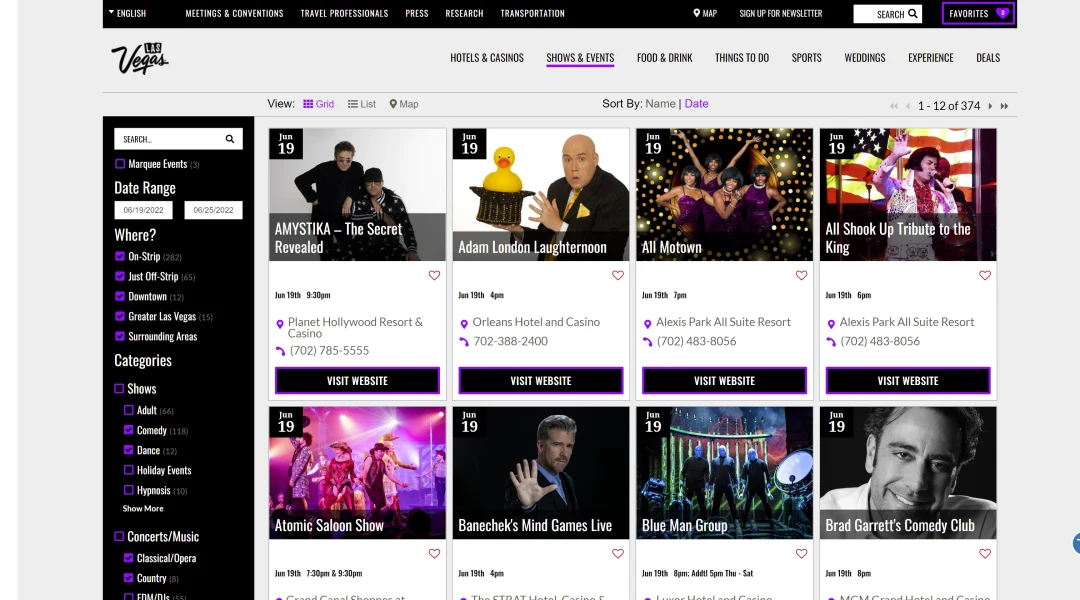 ENGLISH
MEETINGS & CONVENTIONS
TRAVEL PROFESSIONALS
PRESS
RESEARCH
TRANSPORTATION
MAP
SIGN UP FOR NEWSLETTER
SEARCH
FAVORITES
LAS
Vegas
HOTELS & CASINOS
SHOWS & EVENTS
FOOD & DRINK
THINGS TO DO
SPORTS
WEDDINGS
EXPERIENCE
DEALS
View: Grid List Map
Sort By: Name | Date
1 - 12 of 374
SEARCH...
Marquee Events (3)
Date Range
06/19/2022 06/25/2022
Where?
On-Strip (282)
Just Off-Strip (65)
Downtown (12)
Greater Las Vegas (15)
Surrounding Areas
Categories
Shows
Adult (66)
Comedy (118)
Dance (12)
Holiday Events
Hypnosis (10)
Show More
Concerts/Music
Classical/Opera
Country (8)
EDM/DJs (55)
Jun
19
AMYSTIKA – The Secret
Revealed
Jun 19th 9:30pm
Planet Hollywood Resort &
Casino
(702) 785-5555
VISIT WEBSITE
Jun
19
Adam London Laughternoon
Jun 19th 4pm
Orleans Hotel and Casino
702-388-2400
VISIT WEBSITE
Jun
19
All Motown
Jun 19th 7pm
Alexis Park All Suite Resort
(702) 483-8056
VISIT WEBSITE
Jun
19
All Shook Up Tribute to the
King
Jun 19th 6pm
Alexis Park All Suite Resort
(702) 483-8056
VISIT WEBSITE
Jun
19
Atomic Saloon Show
Jun 19th 7:30pm & 9:30pm
Grand Canal Shoppes at
Jun
19
Banechek's Mind Games Live
Jun 19th 4pm
The STRAT Hotel, Casino &
Jun
19
Blue Man Group
Jun 19th 8pm; Addtl 5pm Thu - Sat
Luxor Hotel and Casino
Jun
19
Brad Garrett's Comedy Club
Jun 19th 8pm
MGM Grand Hotel and Casino